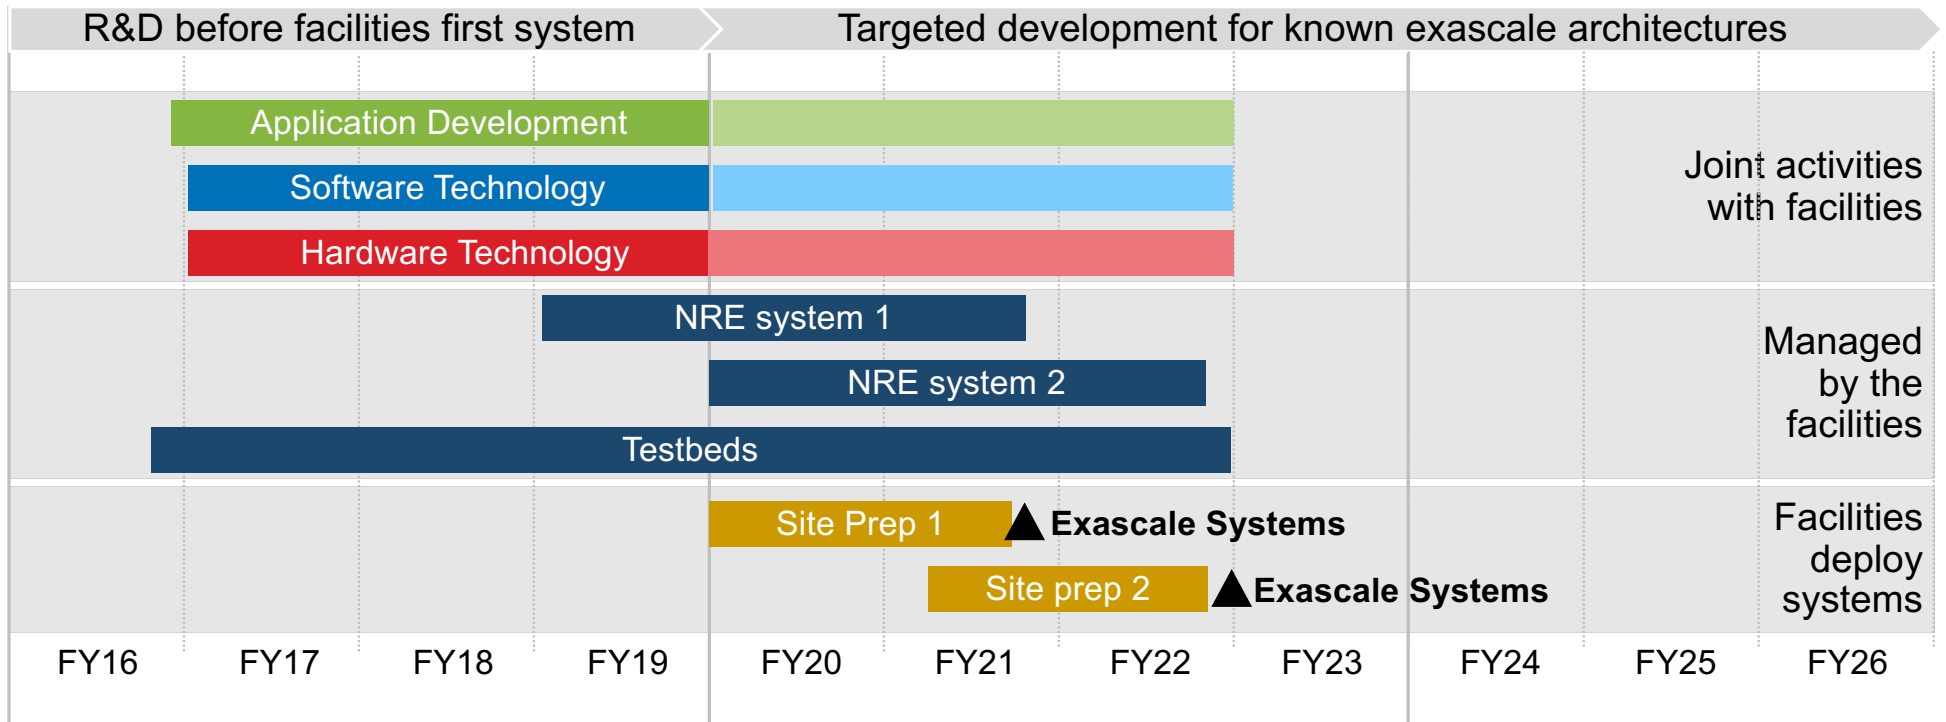 R&D before facilities first system
Targeted development for known exascale architectures
Application Development
Software Technology
Hardware Technology
Joint activities
with facilities
NRE system 1
NRE system 2
Testbeds
Managed
by the
facilities
Site Prep 1
Exascale Systems
Site prep 2
Exascale Systems
Facilities
deploy
systems
FY16 FY17 FY18 FY19 FY20 FY21 FY22 FY23 FY24 FY25 FY26